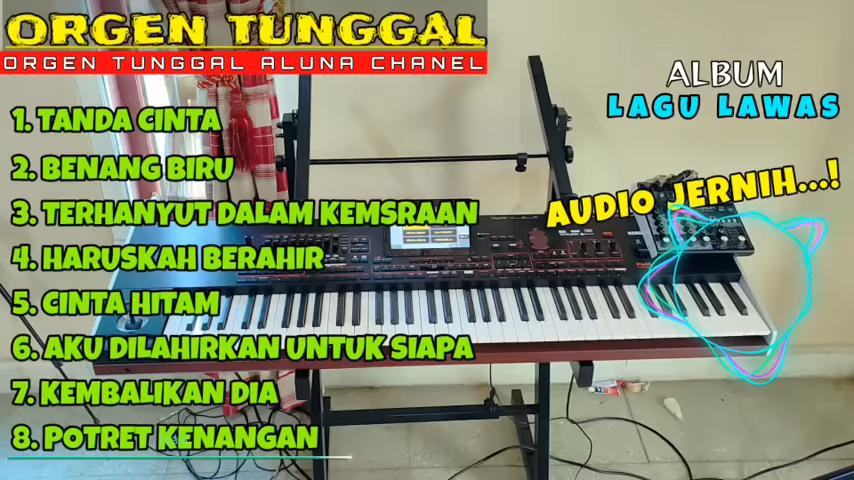 ORGEN TUNGGAL
ORGEN TUNGGAL ALUNA CHANEL
ALBUM
LAGU LAWAS
AUDIO JERNIH...!
1. TANDA CINTA
2. BENANG BIRU
3. TERHANYUT DALAM KEMSRAAN
4. HARUSKAH BERAHIR
5. CINTA HITAM
6. AKU DILAHIRKAN UNTUK SIAPA
7. KEMBALIKAN DIA
8. POTRET KENANGAN